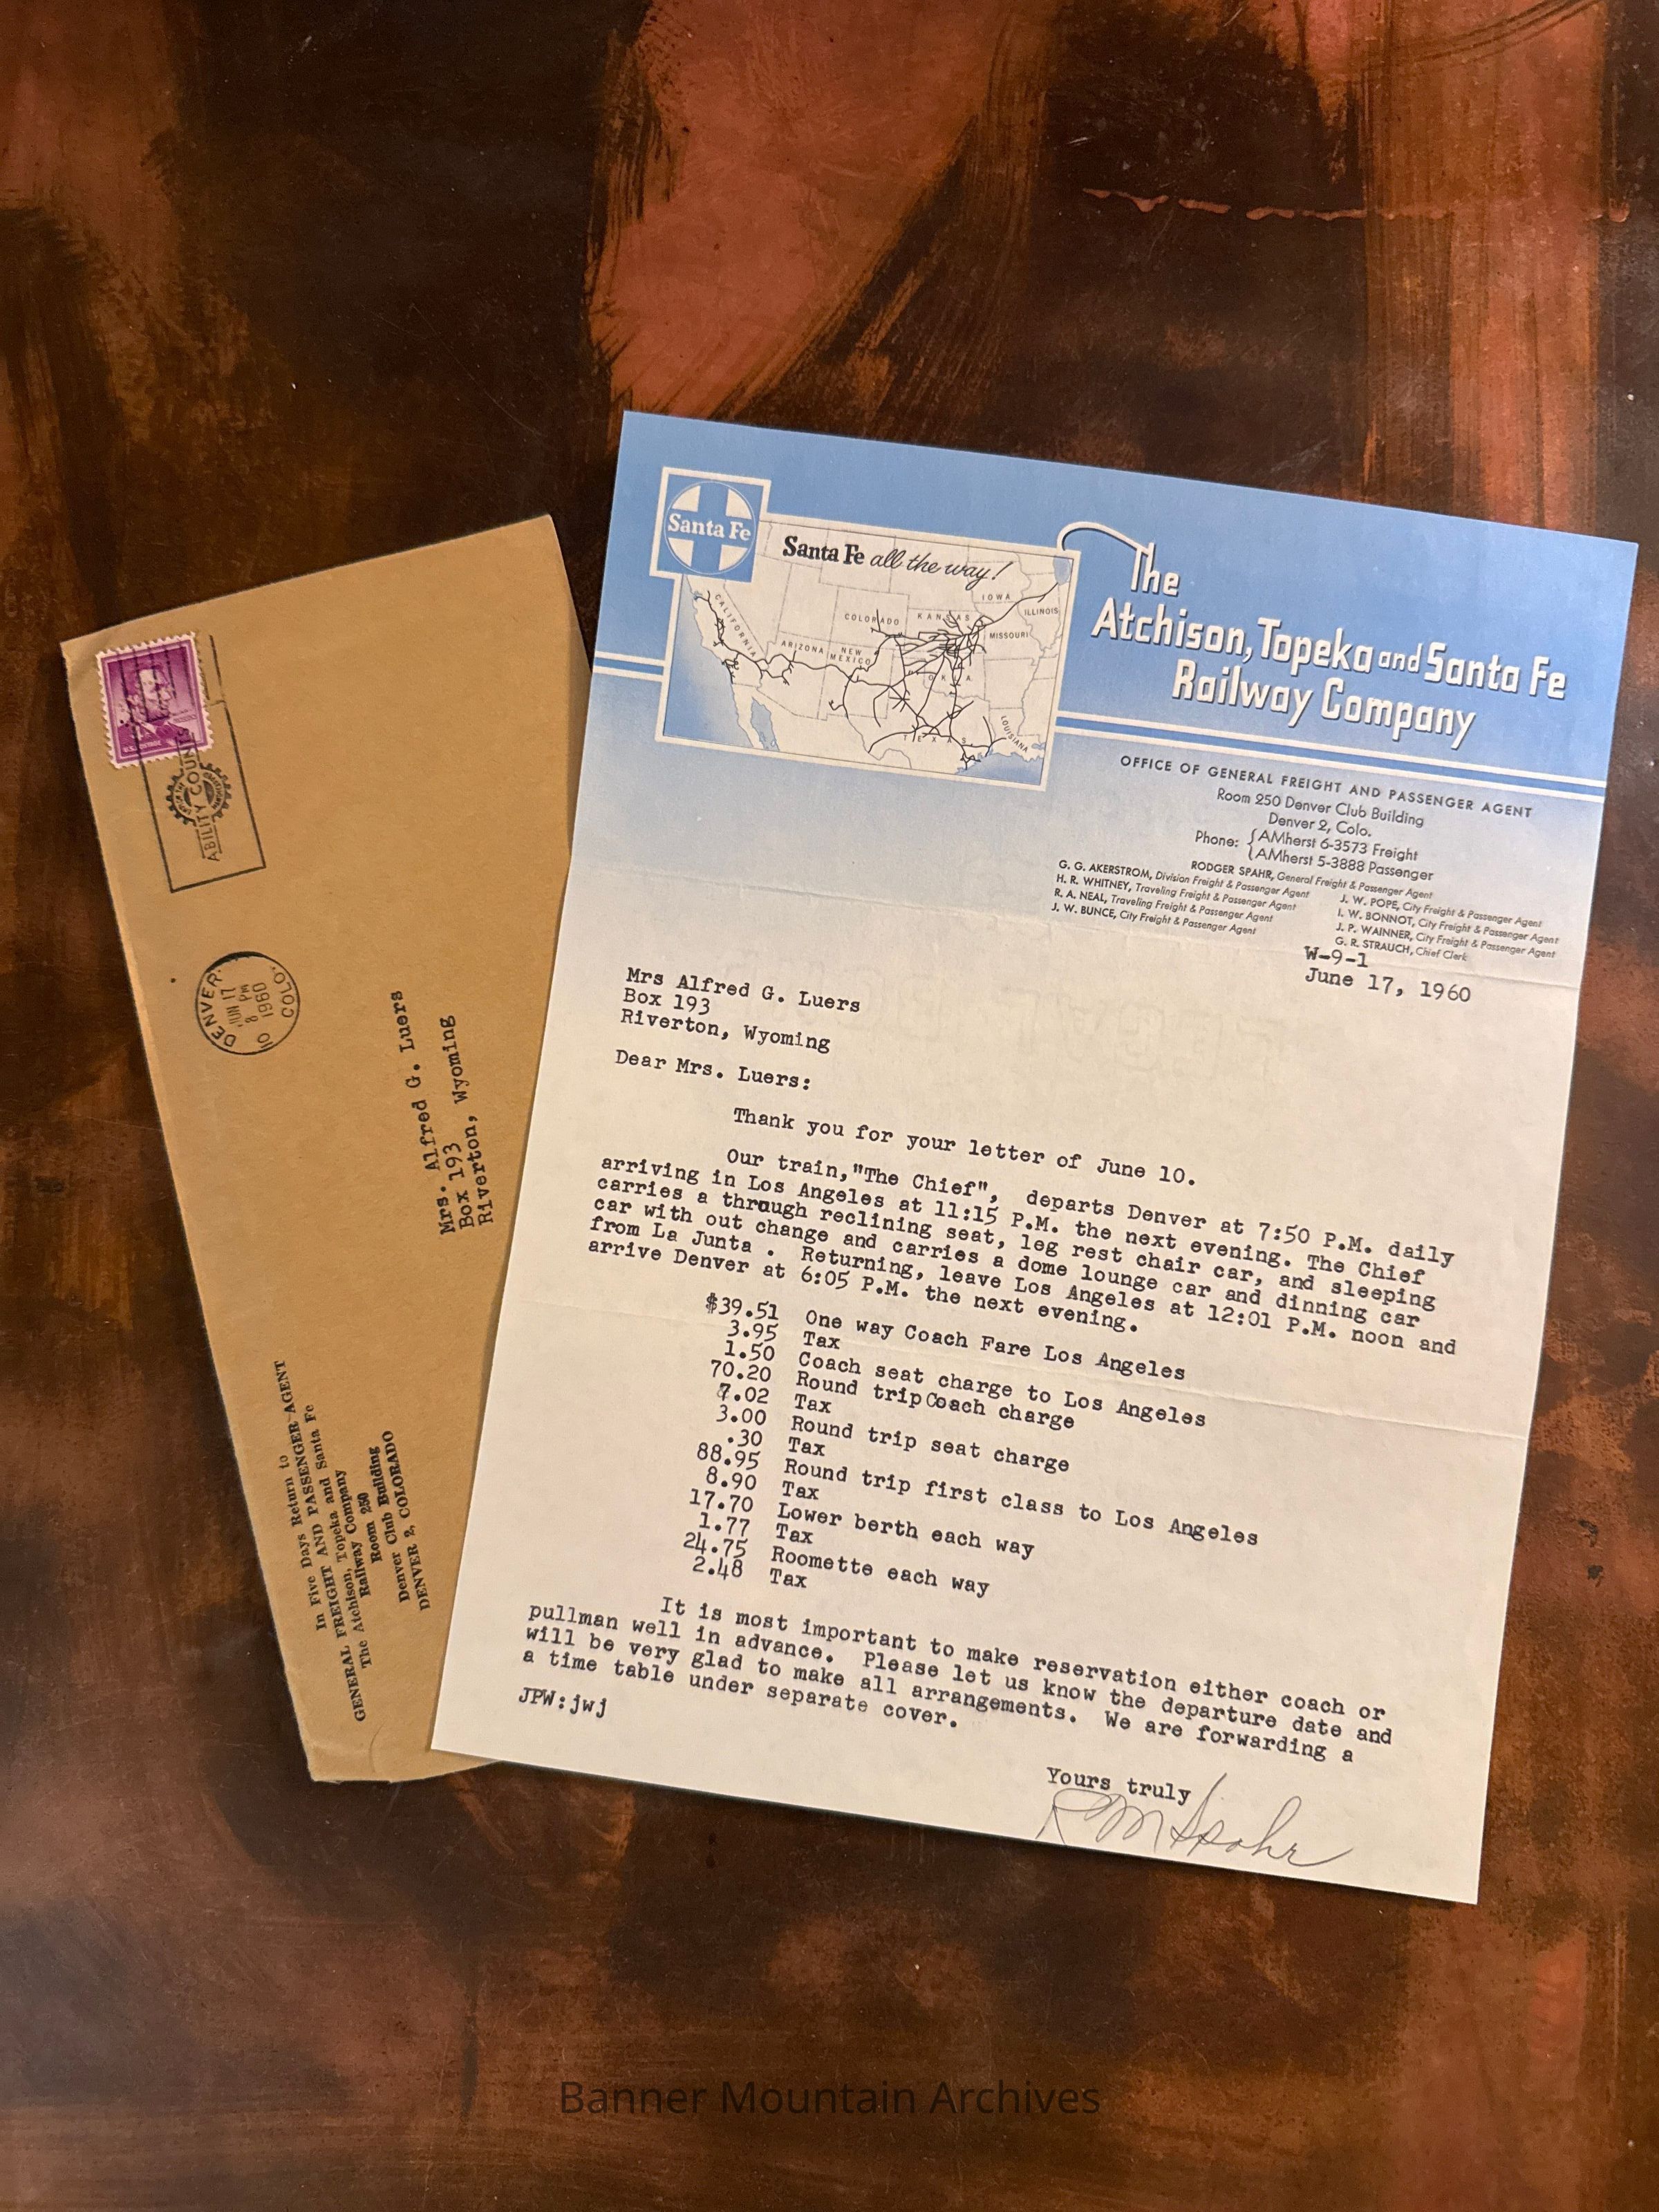 Santa Fe
Santa Fe all the way!
CALIFORNIA
ARIZONA
NEW MEXICO
COLORADO
KANSAS
IOWA
ILLINOIS
MISSOURI
OKLA.
TEXAS
LOUISIANA
The
Atchison, Topeka and Santa Fe
Railway Company
OFFICE OF GENERAL FREIGHT AND PASSENGER AGENT
Room 250 Denver Club Building
Denver 2, Colo.
Phone: {AMherst 6-3573 Freight
{AMherst 5-3888 Passenger
RODGER SPAHR, General Freight & Passenger Agent
G. G. AKERSTROM, Division Freight & Passenger Agent
H. R. WHITNEY, Traveling Freight & Passenger Agent
R. A. NEAL, Traveling Freight & Passenger Agent
J. W. BUNCE, City Freight & Passenger Agent
J. W. POPE, City Freight & Passenger Agent
I. W. BONNOT, City Freight & Passenger Agent
J. P. WAINNER, City Freight & Passenger Agent
G. R. STRAUCH, Chief Clerk
W-9-1
June 17, 1960
Mrs Alfred G. Luers
Box 193
Riverton, Wyoming
Dear Mrs. Luers:
Thank you for your letter of June 10.
Our train,"The Chief", departs Denver at 7:50 P.M. daily
arriving in Los Angeles at 11:15 P.M. the next evening. The Chief
carries a through reclining seat, leg rest chair car, and sleeping
car with out change and carries a dome lounge car and dinning car
from La Junta . Returning, leave Los Angeles at 12:01 P.M. noon and
arrive Denver at 6:05 P.M. the next evening.
$39.51 One way Coach Fare Los Angeles
3.95 Tax
1.50 Coach seat charge to Los Angeles
70.20 Round trip Coach charge
7.02 Tax
3.00 Round trip seat charge
.30 Tax
88.95 Round trip first class to Los Angeles
8.90 Tax
17.70 Lower berth each way
1.77 Tax
24.75 Roomette each way
2.48 Tax
It is most important to make reservation either coach or
pullman well in advance. Please let us know the departure date and
will be very glad to make all arrangements. We are forwarding a
a time table under separate cover.
JPW:jwj
Yours truly
R M Spahr
U.S. POSTAGE
ABILITY COUNTS
DENVER
JUN 17
8 PM
1960
COLO.
10
Mrs. Alfred G. Luers
Box 193
Riverton, Wyoming
In Five Days Return to
GENERAL FREIGHT AND PASSENGER AGENT
The Atchison, Topeka and Santa Fe
Railway Company
Room 250
Denver Club Building
DENVER 2, COLORADO
Banner Mountain Archives